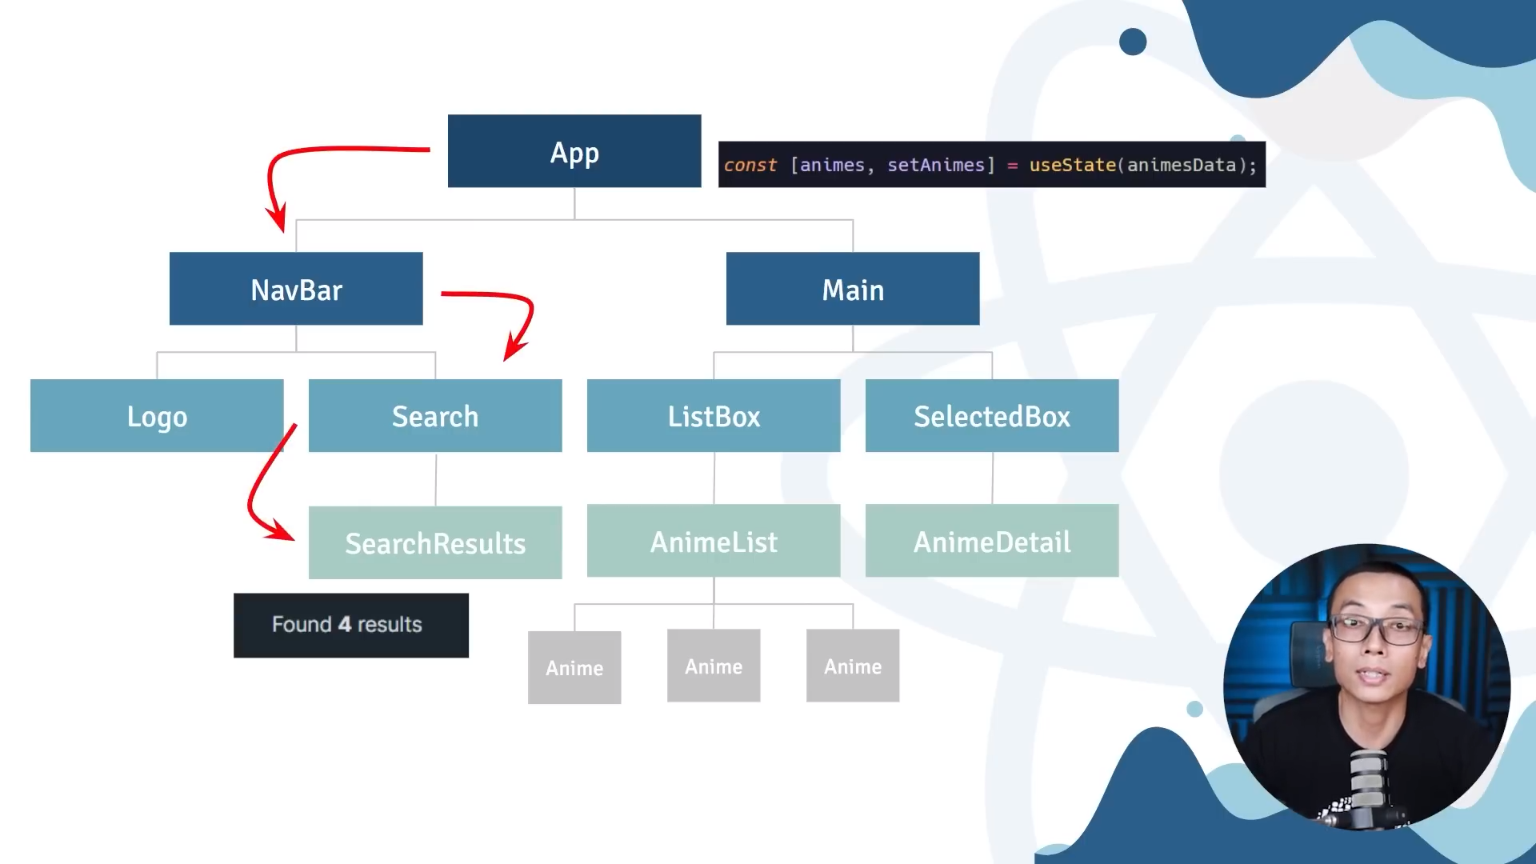 App
const [animes, setAnimes] = useState(animesData);
NavBar
Main
Logo
Search
ListBox
SelectedBox
SearchResults
AnimeList
AnimeDetail
Found 4 results
Anime
Anime
Anime